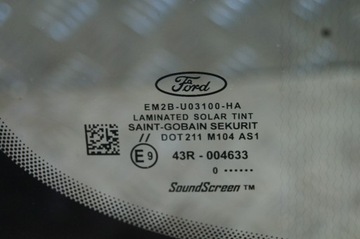 Ford
EM2B-U03100-HA
LAMINATED SOLAR TINT
SAINT-GOBAIN SEKURIT
// DOT211 M104 AS1
E9 43R - 004633
0 ......
SoundScreen TM